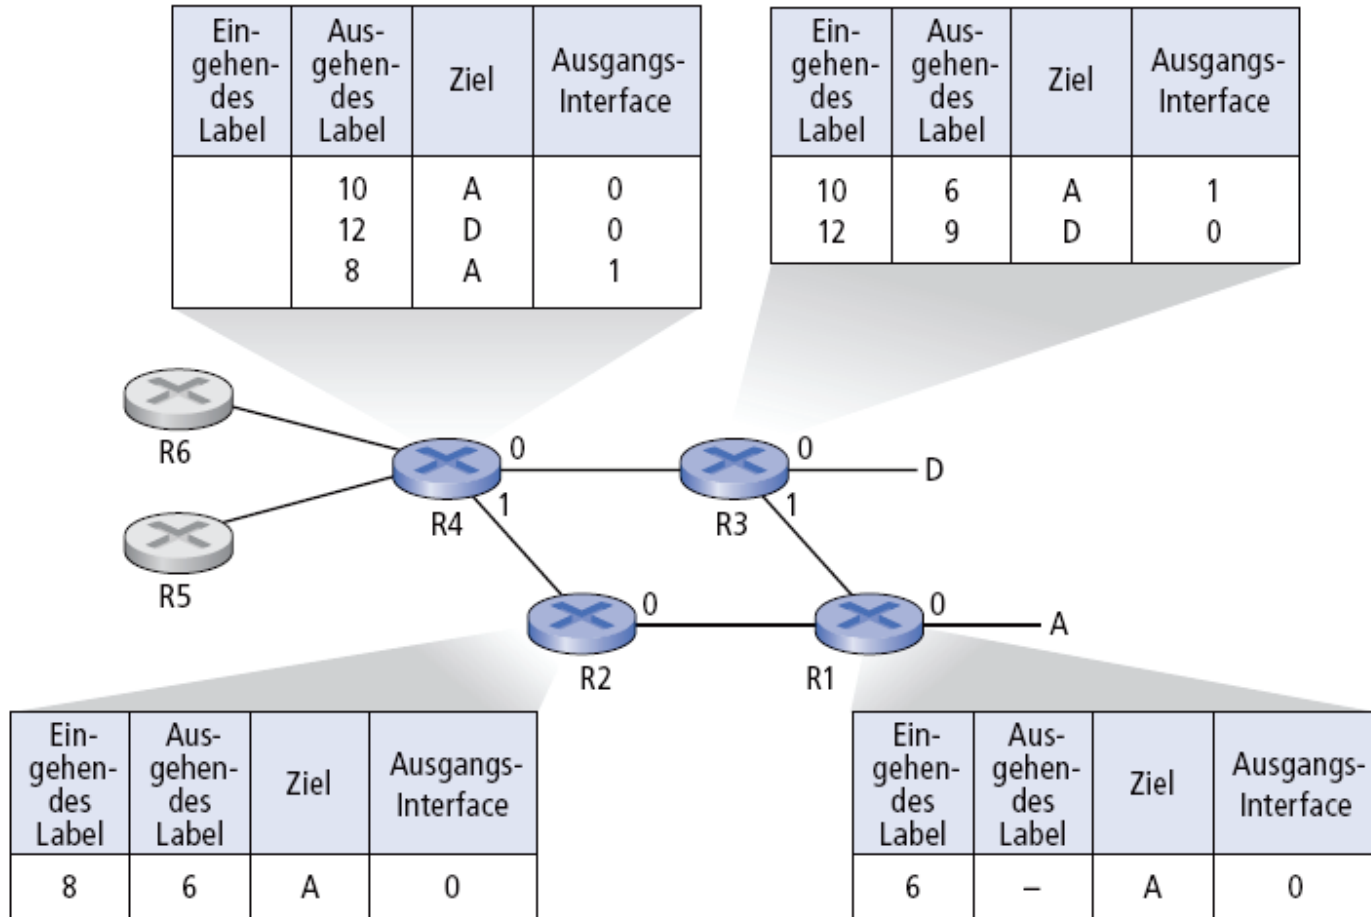 Ein-
gehen-
des
Label
Aus-
gehen-
des
Label
Ziel
Ausgangs-
Interface
10 A 0
12 D 0
8 A 1
Ein-
gehen-
des
Label
Aus-
gehen-
des
Label
Ziel
Ausgangs-
Interface
10 6 A 1
12 9 D 0
R6
R5
0
1
R4
0
1
R3
D
0
R2
0
R1
A
Ein-
gehen-
des
Label
Aus-
gehen-
des
Label
Ziel
Ausgangs-
Interface
8 6 A 0
Ein-
gehen-
des
Label
Aus-
gehen-
des
Label
Ziel
Ausgangs-
Interface
6 – A 0